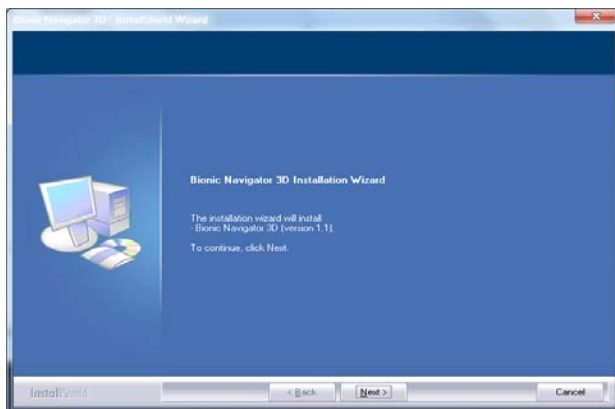 Bionic Navigator 3D - InstallShield Wizard
Bionic Navigator 3D Installation Wizard
The installation wizard will install
- Bionic Navigator 3D (version 1.1)
To continue, click Next.
InstallShield
< Back
Next >
Cancel